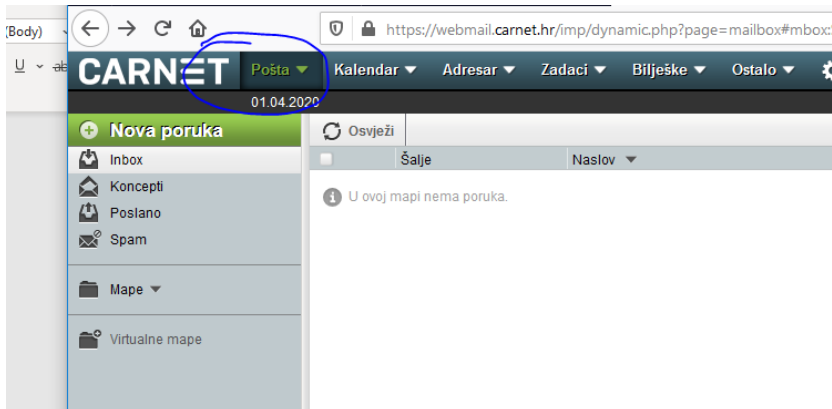 (Body)
https://webmail.carnet.hr/imp/dynamic.php?page=mailbox#mbox:
U ab
CARNET Pošta Kalendar Adresar Zadaci Bilješke Ostalo
01.04.2020
Nova poruka Osvježi
Inbox Šalje Naslov
Koncepti U ovoj mapi nema poruka.
Poslano
Spam
Mape
Virtualne mape